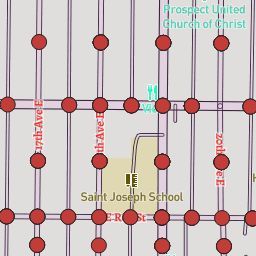 Prospect United
Church of Christ
17th Ave E
Ave E
20th Ave E
Saint Joseph School
St